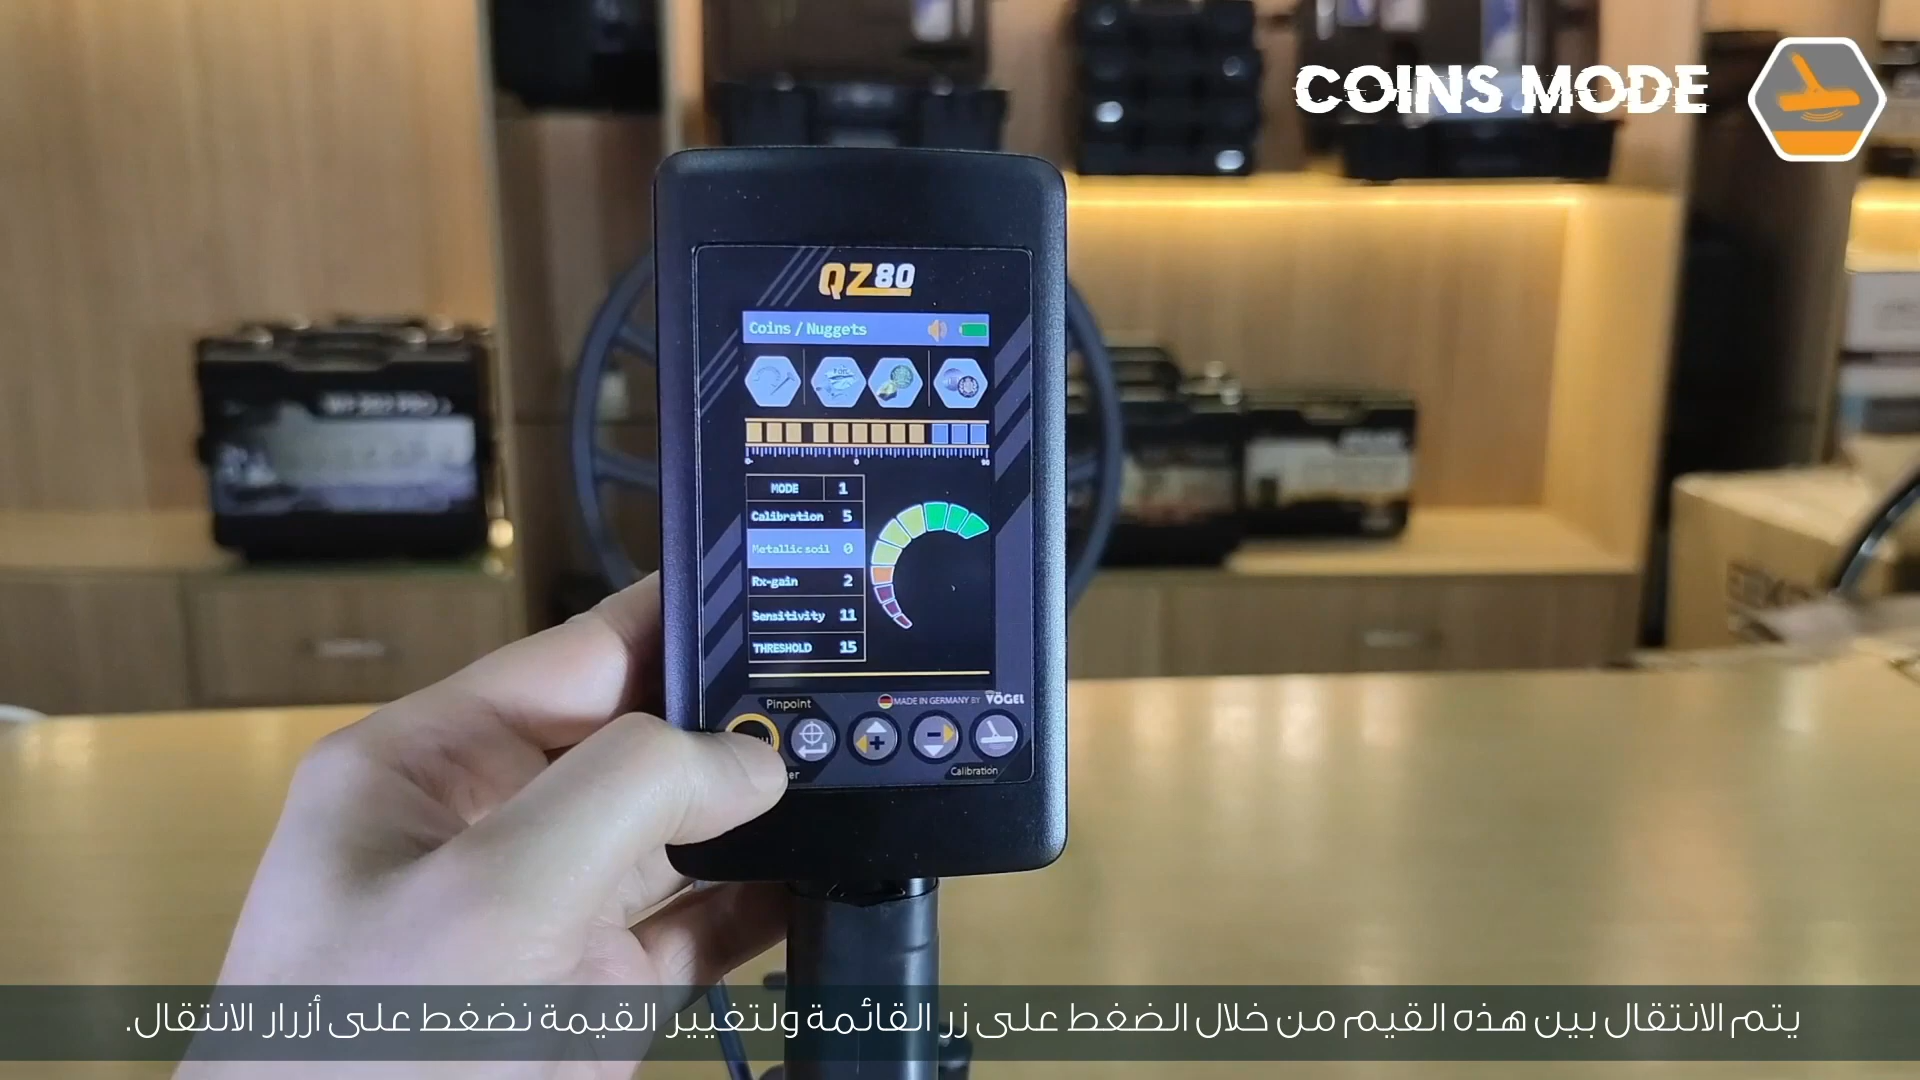 COINS MODE
QZ80
Coins / Nuggets
MODE 1
Calibration 5
Metallic soil 0
Rx-gain 2
Sensitivity 11
THRESHOLD 15
MADE IN GERMANY BY VÖGEL
Pinpoint
Calibration
يتم الانتقال بين هذه القيم من خلال الضغط على زر القائمة ولتغيير القيمة نضغط على أزرار الانتقال.